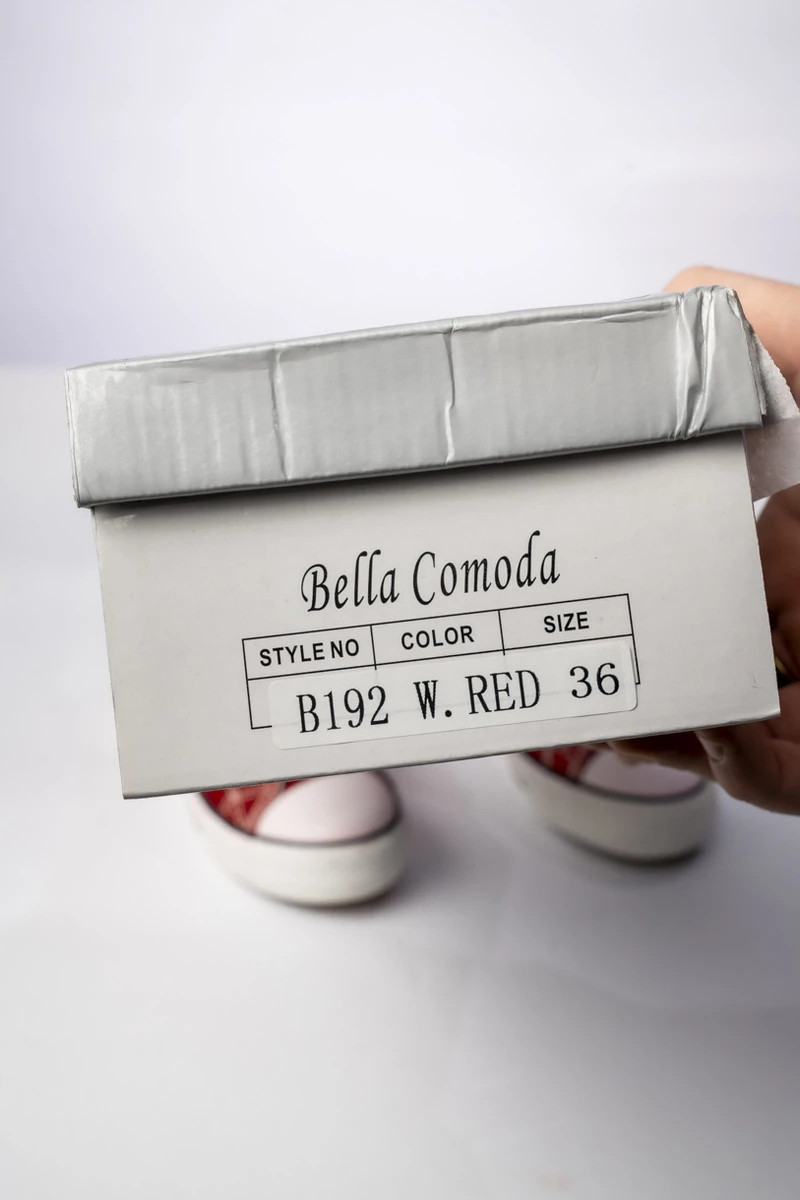 Bella Comoda
STYLE NO COLOR SIZE
B192 W. RED 36